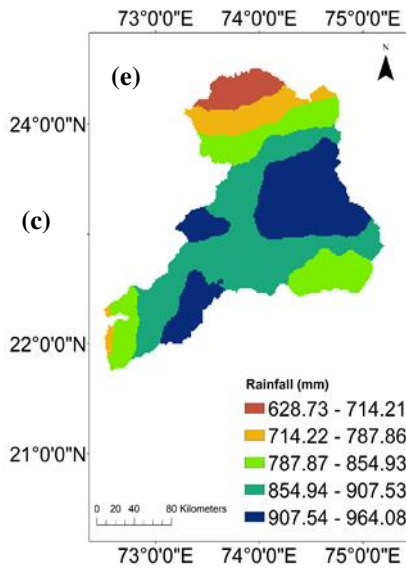 73°0'0"E 74°0'0"E 75°0'0"E
(e)
N
24°0'0"N
(c)
22°0'0"N
Rainfall (mm)
628.73 - 714.21
714.22 - 787.86
787.87 - 854.93
854.94 - 907.53
907.54 - 964.08
21°0'0"N
0 10 20 40 60 80 Kilometers
73°0'0"E 74°0'0"E 75°0'0"E